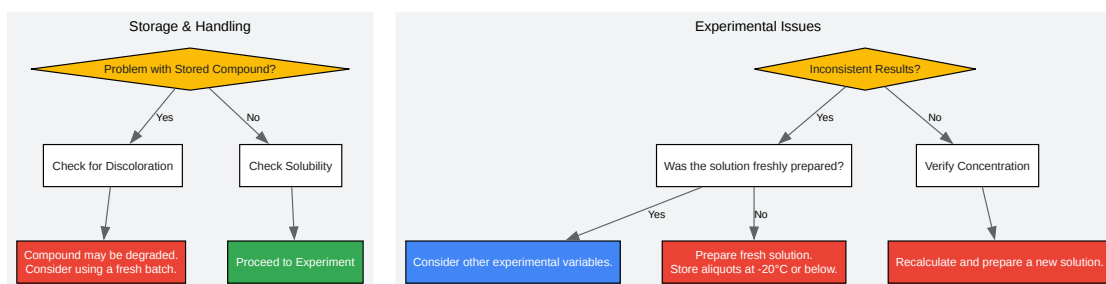 Storage & Handling
Problem with Stored Compound?
Yes
No
Check for Discoloration
Check Solubility
Compound may be degraded.
Consider using a fresh batch.
Proceed to Experiment
Experimental Issues
Inconsistent Results?
Yes
No
Was the solution freshly prepared?
Verify Concentration
Yes
No
Consider other experimental variables.
Prepare fresh solution.
Store aliquots at -20°C or below.
Recalculate and prepare a new solution.